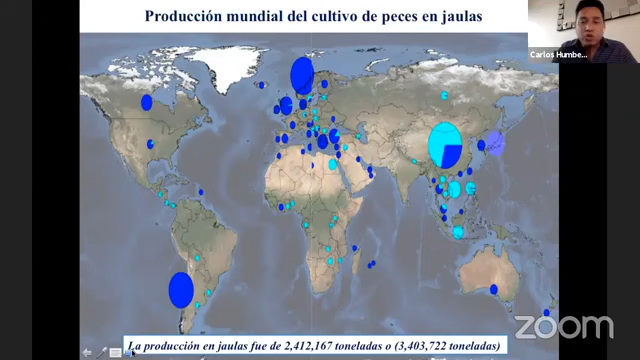 Producción mundial del cultivo de peces en jaulas
Carlos Humbe...
La producción en jaulas fue de 2,412,167 toneladas o (3,403,722 toneladas)
zoom